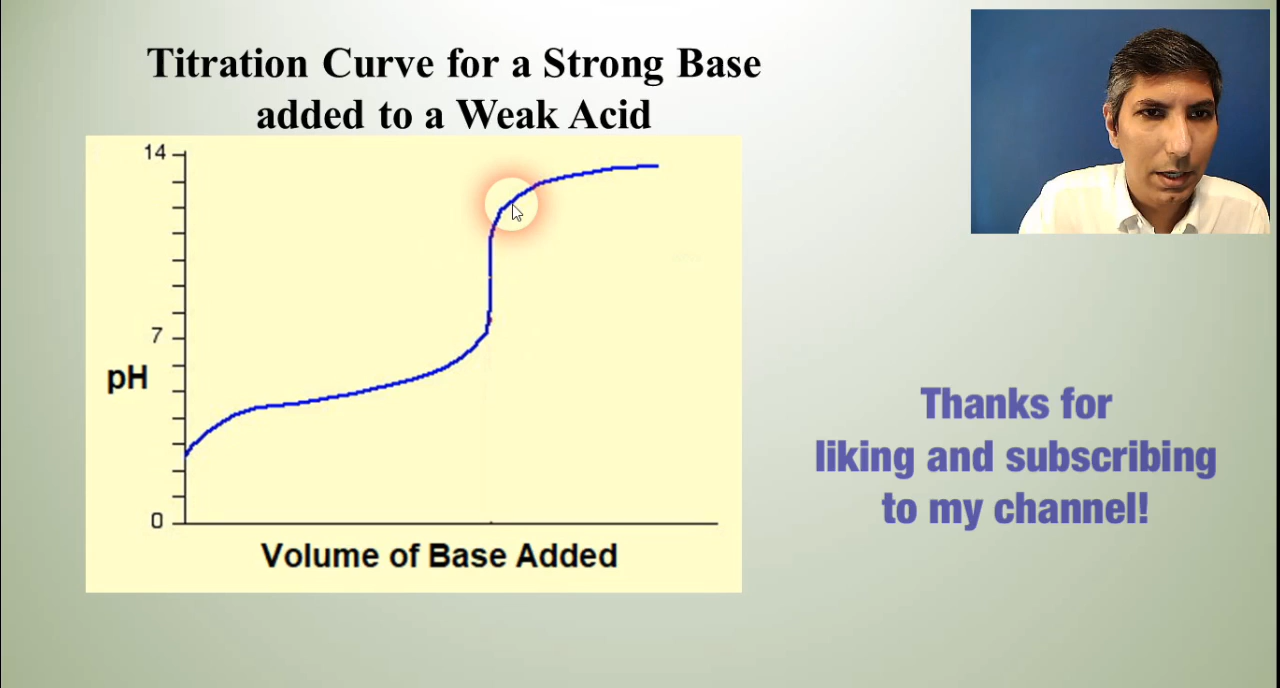 Titration Curve for a Strong Base
added to a Weak Acid
14
7
pH
0
Volume of Base Added
Thanks for
liking and subscribing
to my channel!